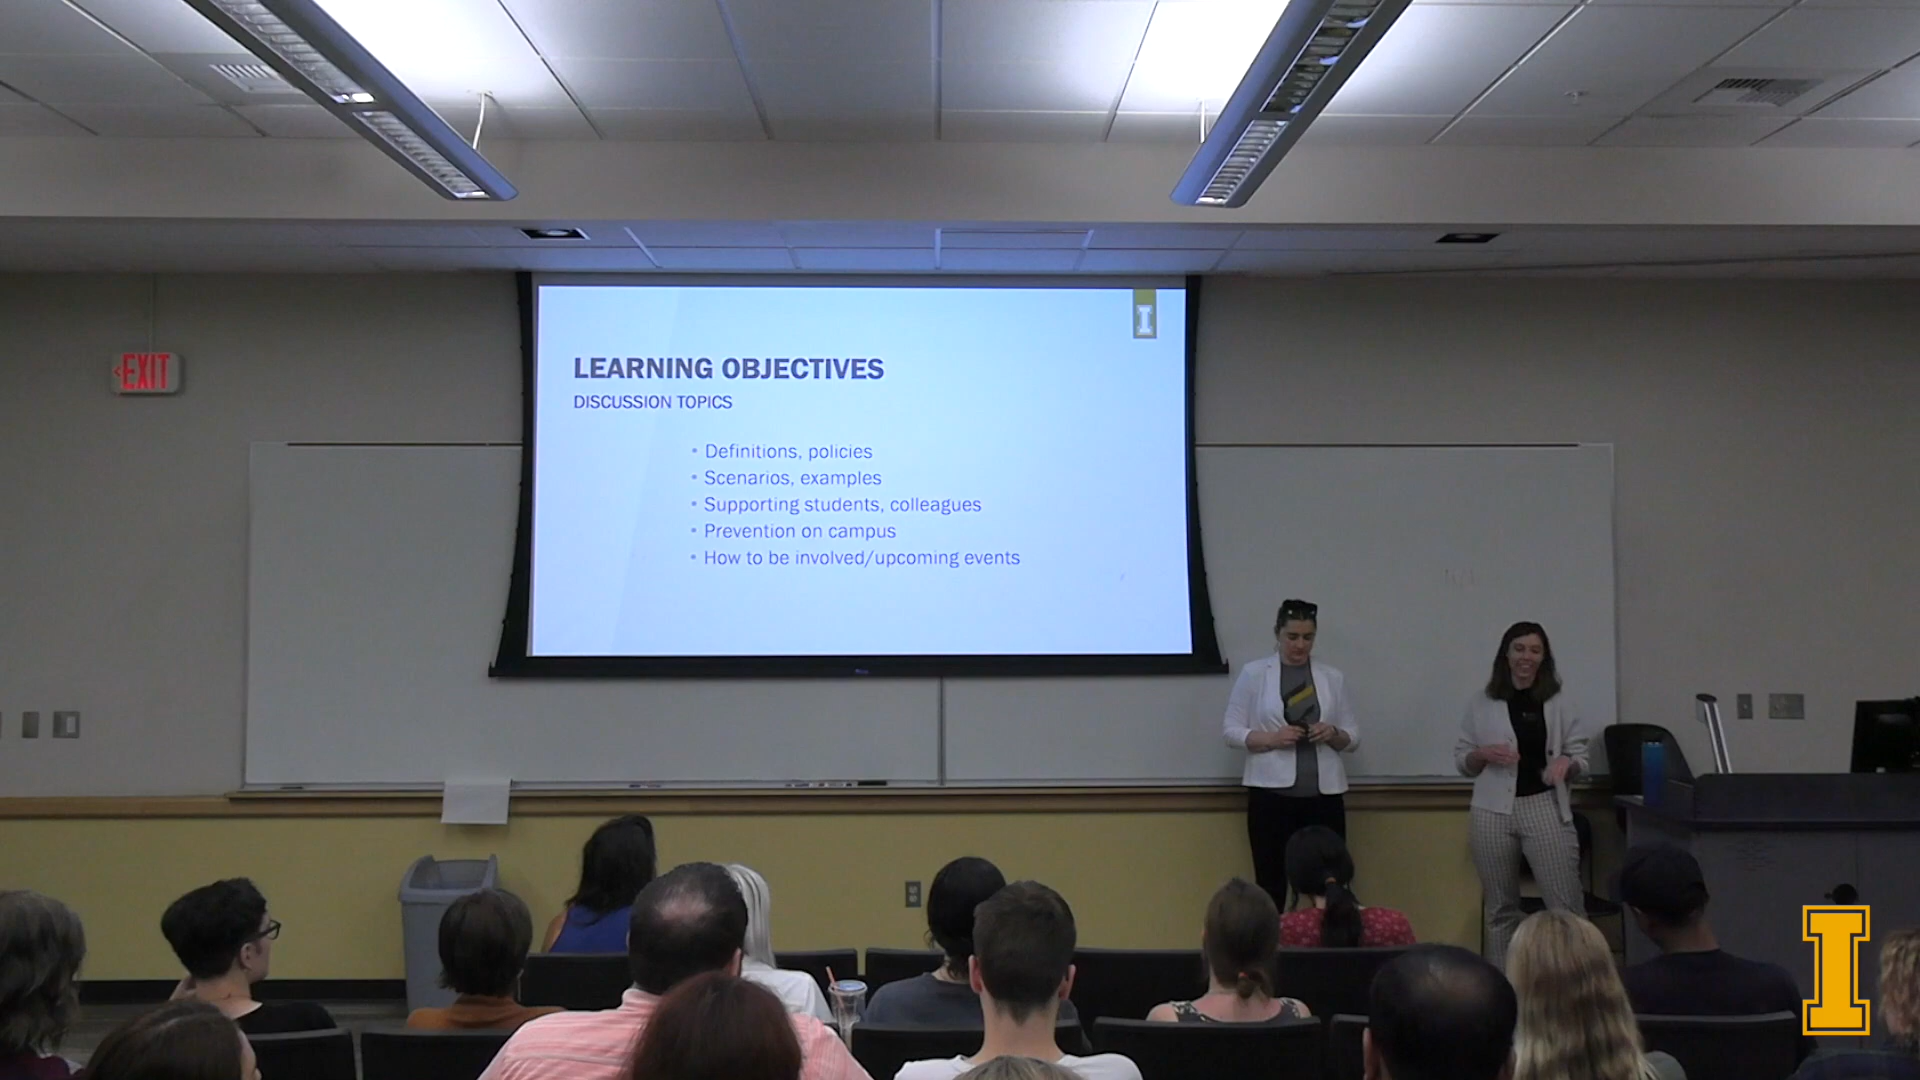 EXIT
I
LEARNING OBJECTIVES
DISCUSSION TOPICS
• Definitions, policies
• Scenarios, examples
• Supporting students, colleagues
• Prevention on campus
• How to be involved/upcoming events
I